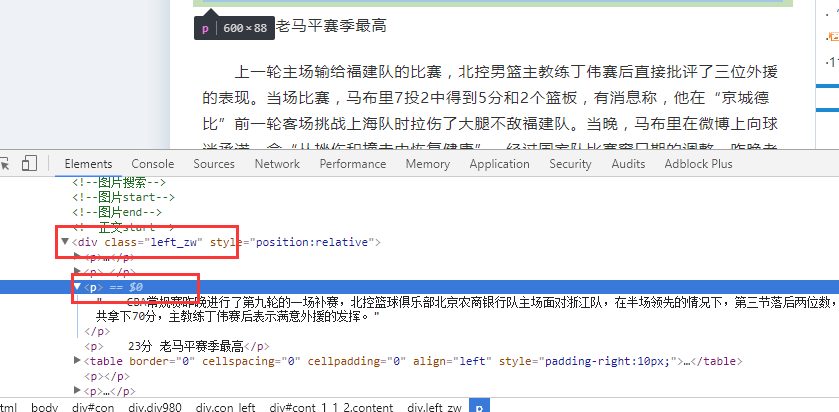 p 600 × 88
老马平赛季最高
上一轮主场输给福建队的比赛，北控男篮主教练丁伟赛后直接批评了三位外援
的表现。当场比赛，马布里7投2中得到5分和2个篮板，有消息称，他在“京城德
比”前一轮客场挑战上海队时拉伤了大腿不敌福建队。当晚，马布里在微博上向球
Elements Console Sources Network Performance Memory Application Security Audits Adblock Plus
<!--图片搜索-->
<!--图片start-->
<!--图片end-->
<!--正文start-->
<div class="left_zw" style="position:relative">
<p>…</p>
<p> </p>
<p> == $0
" CBA常规赛昨晚进行了第九轮的一场补赛，北控篮球俱乐部北京农商银行队主场面对浙江队，在半场领先的情况下，第三节落后两位数，
共拿下70分，主教练丁伟赛后表示满意外援的发挥。"
</p>
<p> 23分 老马平赛季最高</p>
<table border="0" cellspacing="0" cellpadding="0" align="left" style="padding-right:10px;">…</table>
<p></p>
<p>…</p>
html body div#con div.div980 div.con_left div#cont_1_1_2.content div.left_zw p